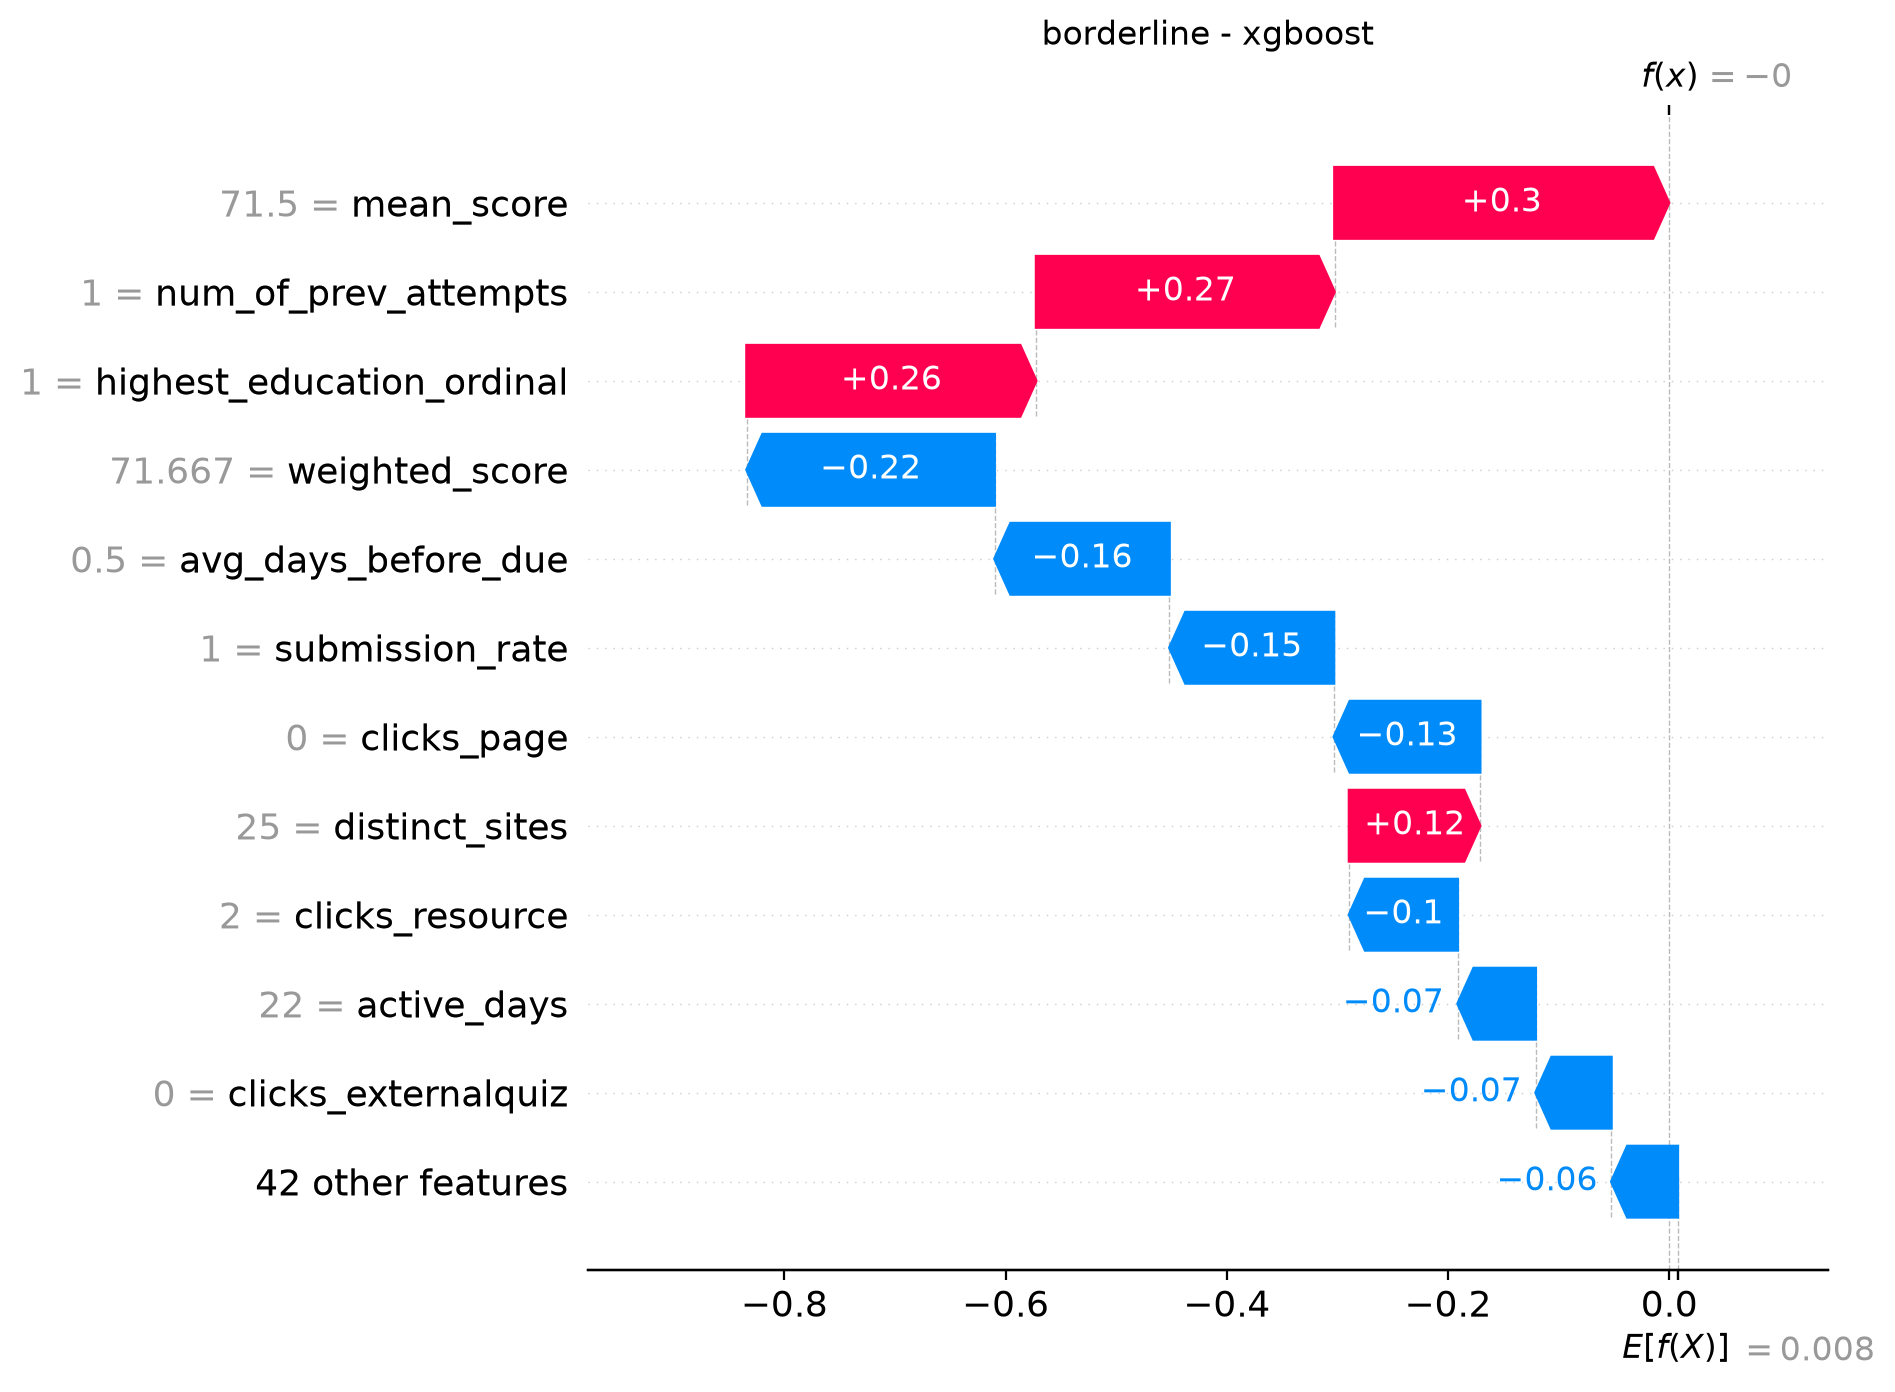 borderline - xgboost
f(x) = −0
71.5 = mean_score
+0.3
1 = num_of_prev_attempts
+0.27
1 = highest_education_ordinal
+0.26
71.667 = weighted_score
−0.22
0.5 = avg_days_before_due
−0.16
1 = submission_rate
−0.15
0 = clicks_page
−0.13
25 = distinct_sites
+0.12
2 = clicks_resource
−0.1
22 = active_days
−0.07
0 = clicks_externalquiz
−0.07
42 other features
−0.06
−0.8 −0.6 −0.4 −0.2 0.0
E[f(X)] = 0.008